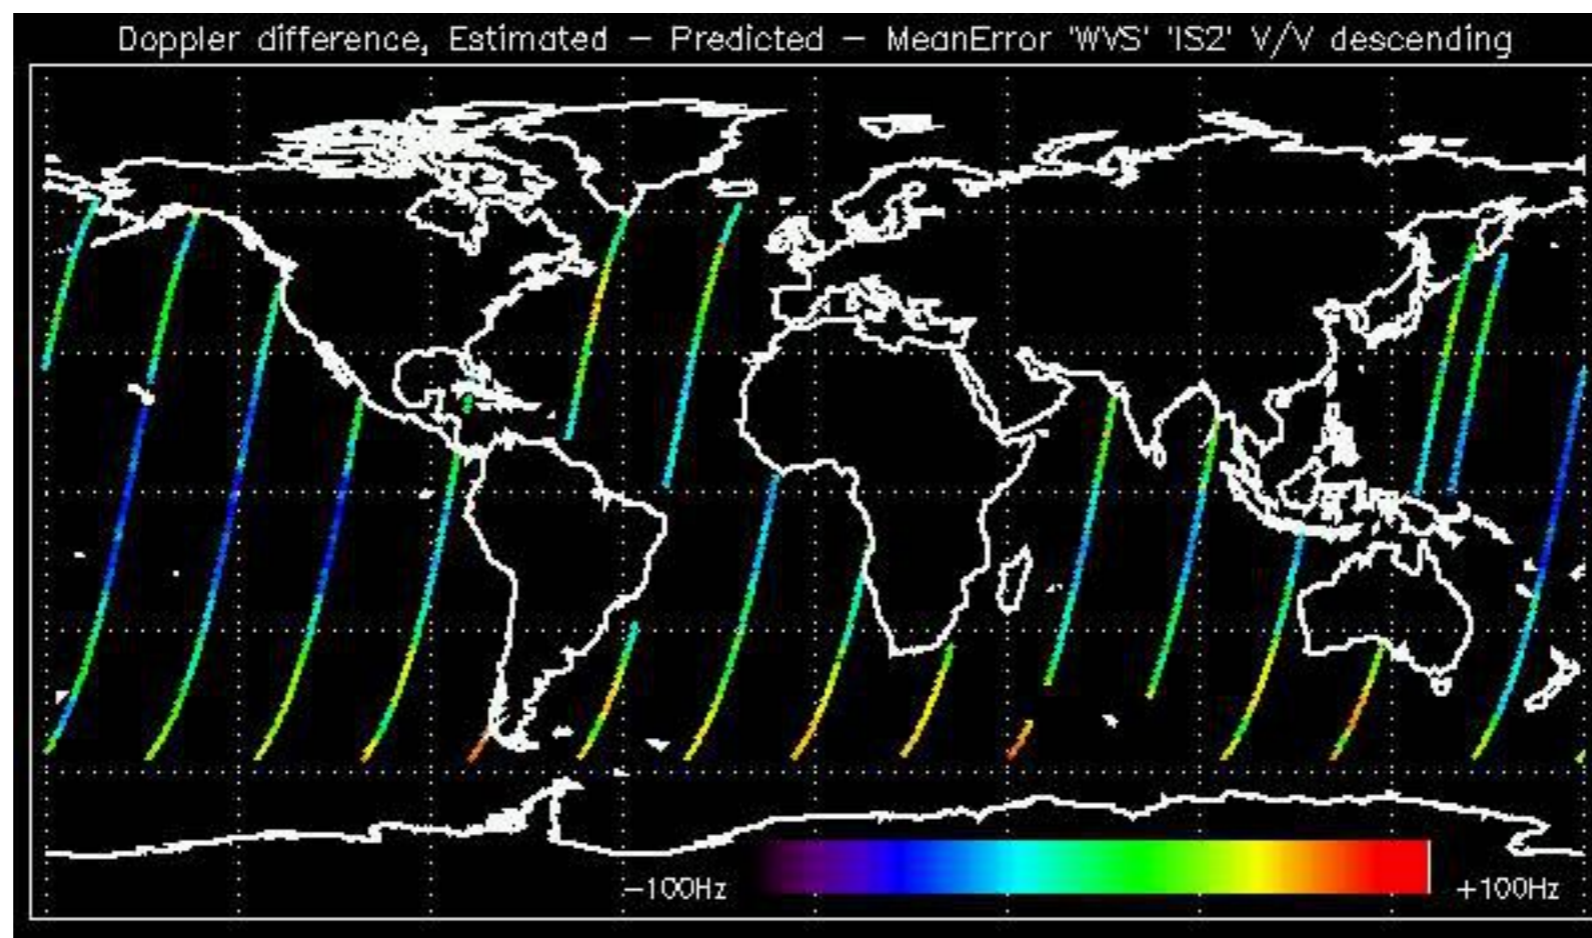 Doppler difference, Estimated – Predicted – MeanError 'WVS' 'IS2' V/V descending
–100Hz
+100Hz